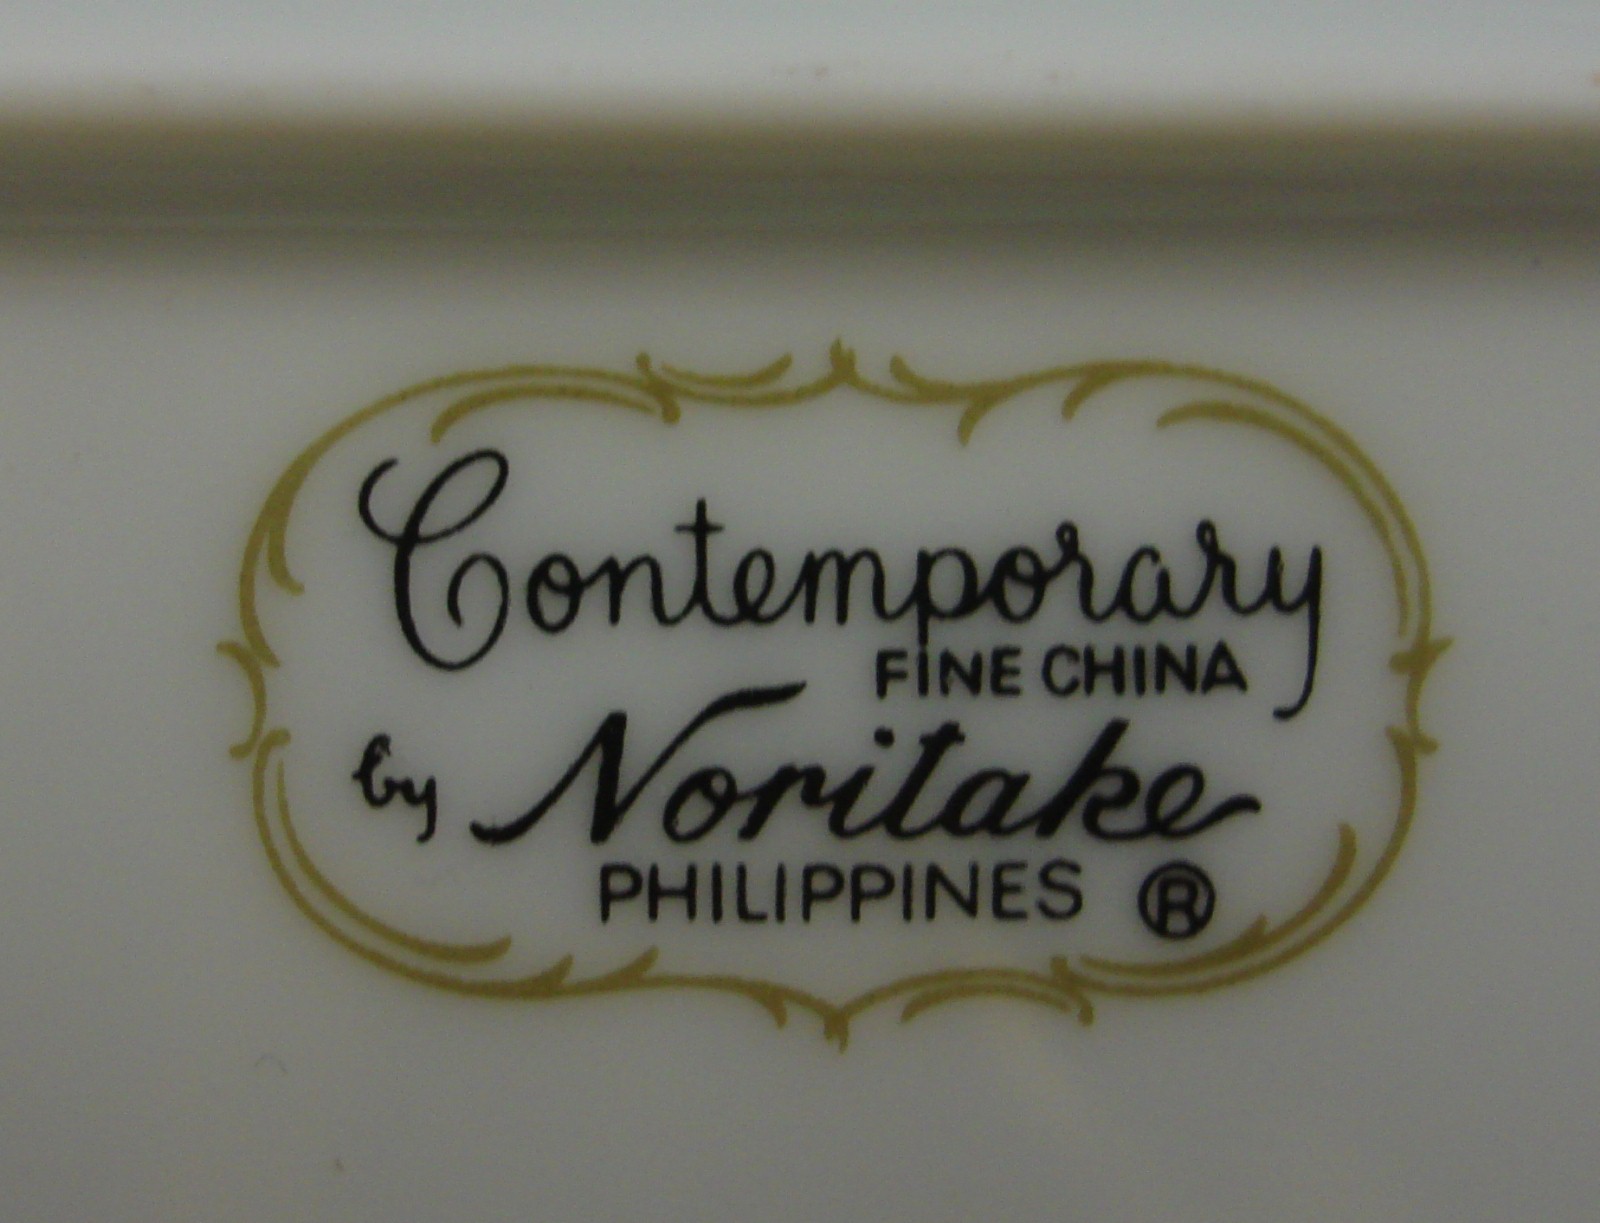 Contemporary
FINE CHINA
by Noritake
PHILIPPINES ®